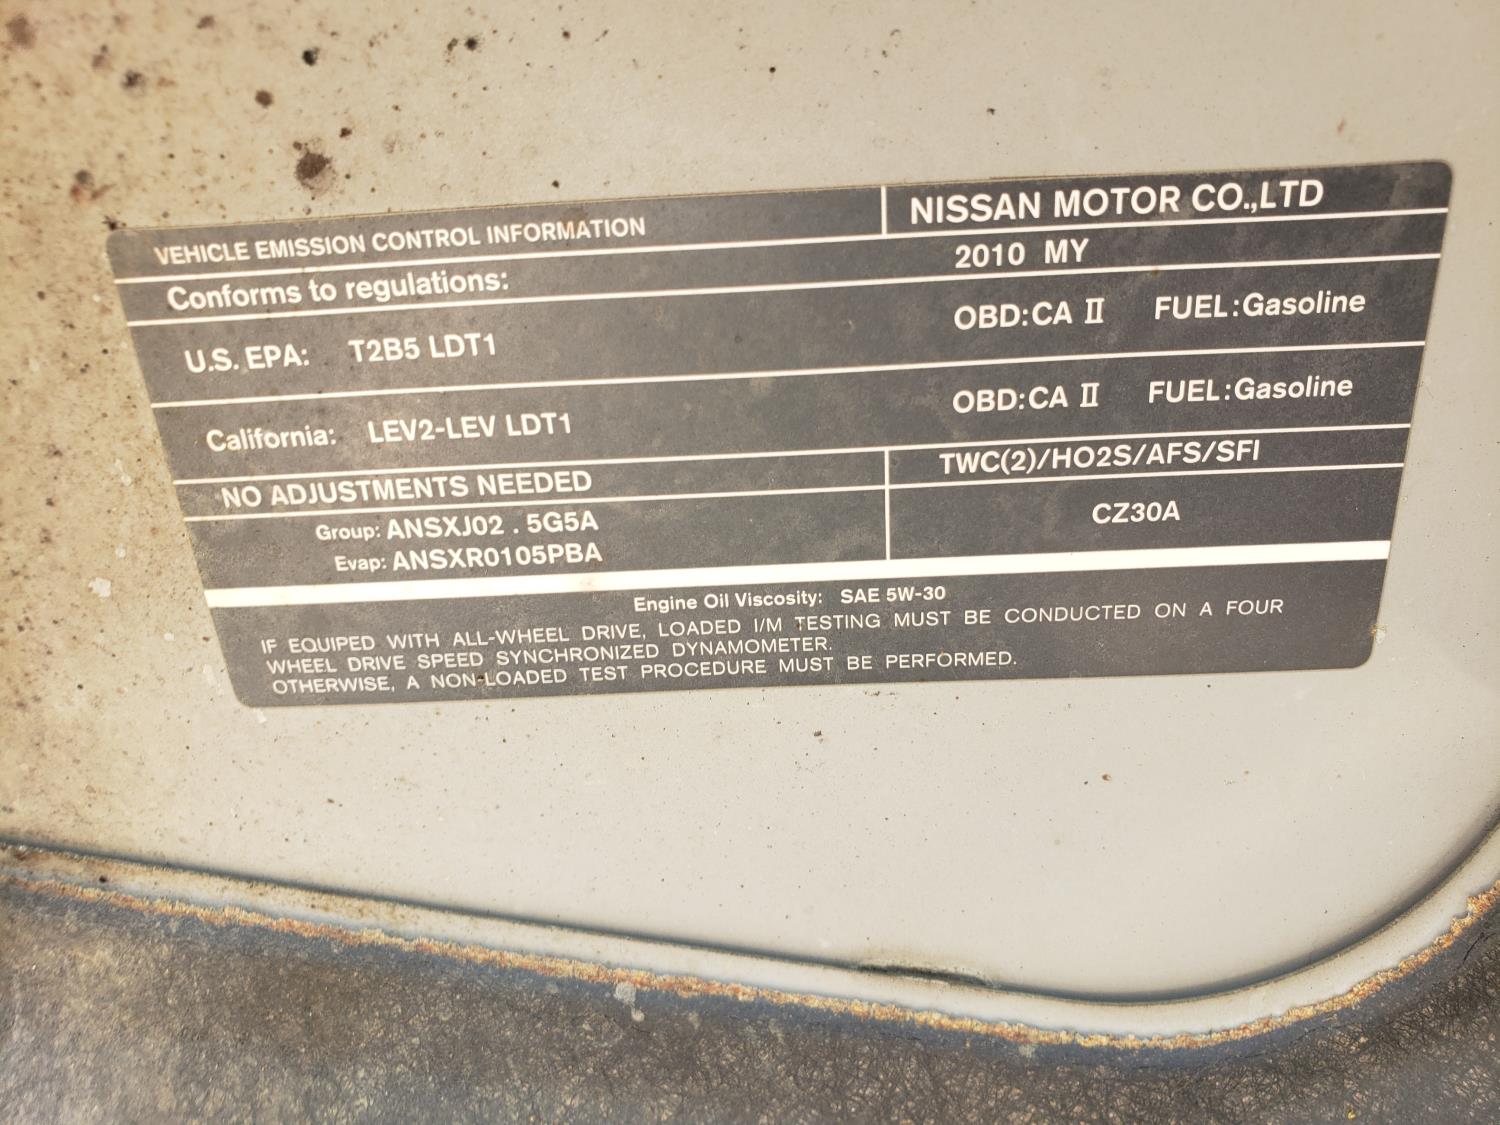 VEHICLE EMISSION CONTROL INFORMATION NISSAN MOTOR CO.,LTD
Conforms to regulations: 2010 MY
U.S. EPA: T2B5 LDT1 OBD:CA II FUEL:Gasoline
California: LEV2-LEV LDT1 OBD:CA II FUEL:Gasoline
NO ADJUSTMENTS NEEDED TWC(2)/HO2S/AFS/SFI
Group: ANSXJ02.5G5A
Evap: ANSXR0105PBA
CZ30A
Engine Oil Viscosity: SAE 5W-30
IF EQUIPED WITH ALL-WHEEL DRIVE, LOADED I/M TESTING MUST BE CONDUCTED ON A FOUR
WHEEL DRIVE SPEED SYNCHRONIZED DYNAMOMETER.
OTHERWISE, A NON-LOADED TEST PROCEDURE MUST BE PERFORMED.